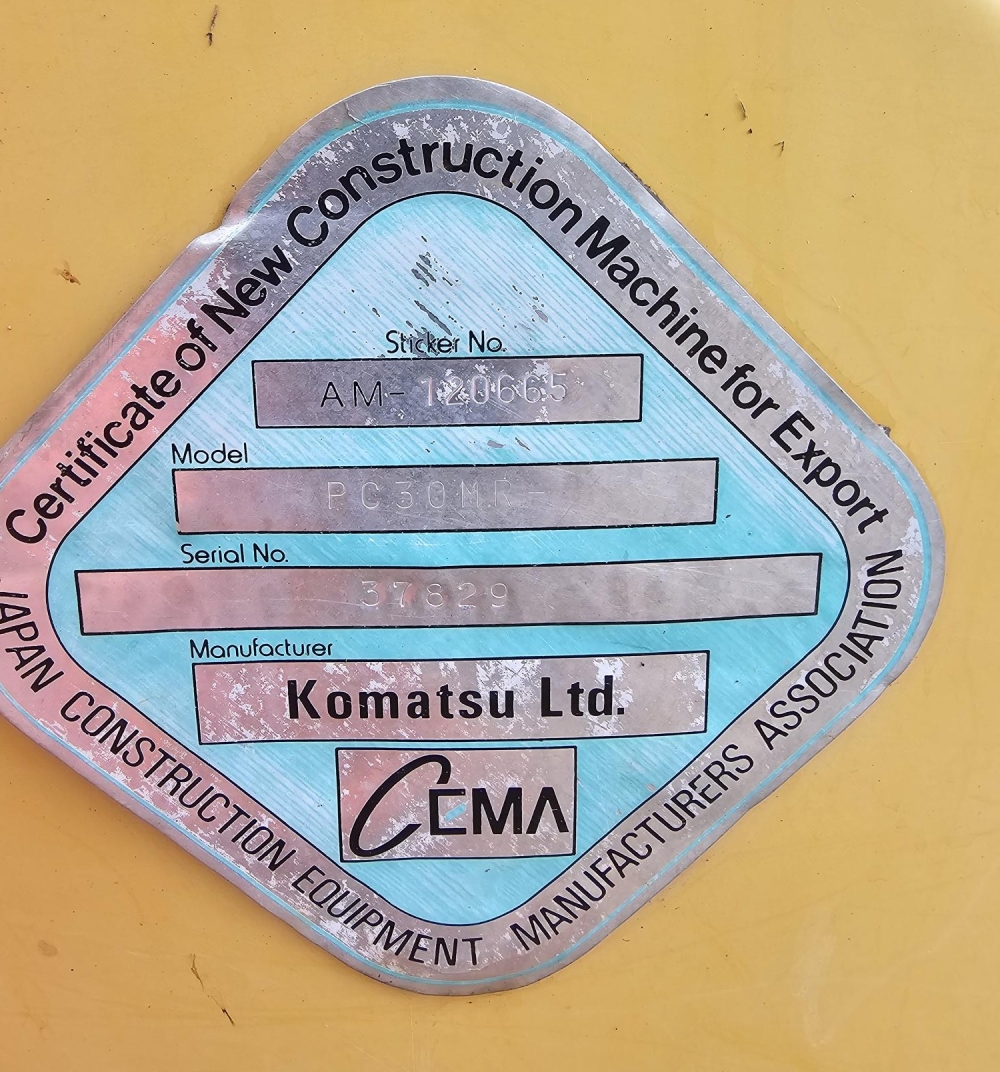 Certificate of New Construction Machine for Export
Sticker No.
AM-120665
Model
PC30MR-
Serial No.
37829
Manufacturer
Komatsu Ltd.
CEMA
JAPAN CONSTRUCTION EQUIPMENT MANUFACTURERS ASSOCIATION